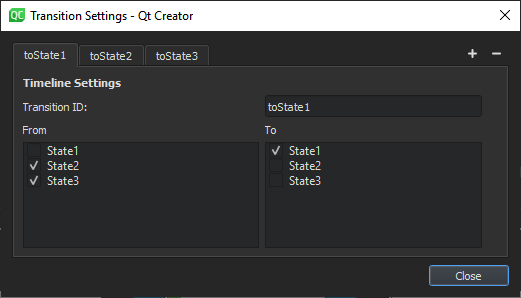 QC Transition Settings - Qt Creator
toState1 toState2 toState3
Timeline Settings
Transition ID: toState1
From To
State1 State1
State2 State2
State3 State3
Close